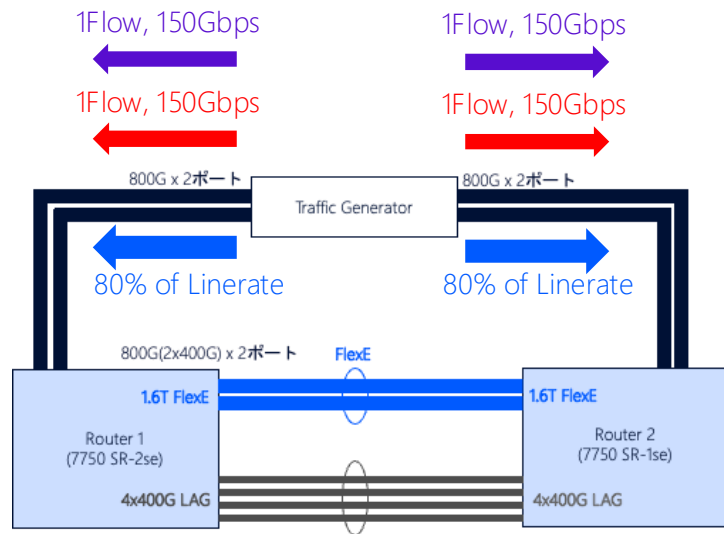 1Flow, 150Gbps
1Flow, 150Gbps
1Flow, 150Gbps
1Flow, 150Gbps
800G x 2ポート
800G x 2ポート
Traffic Generator
80% of Linerate
80% of Linerate
800G(2x400G) x 2ポート
FlexE
1.6T FlexE
1.6T FlexE
Router 1
(7750 SR-2se)
Router 2
(7750 SR-1se)
4x400G LAG
4x400G LAG